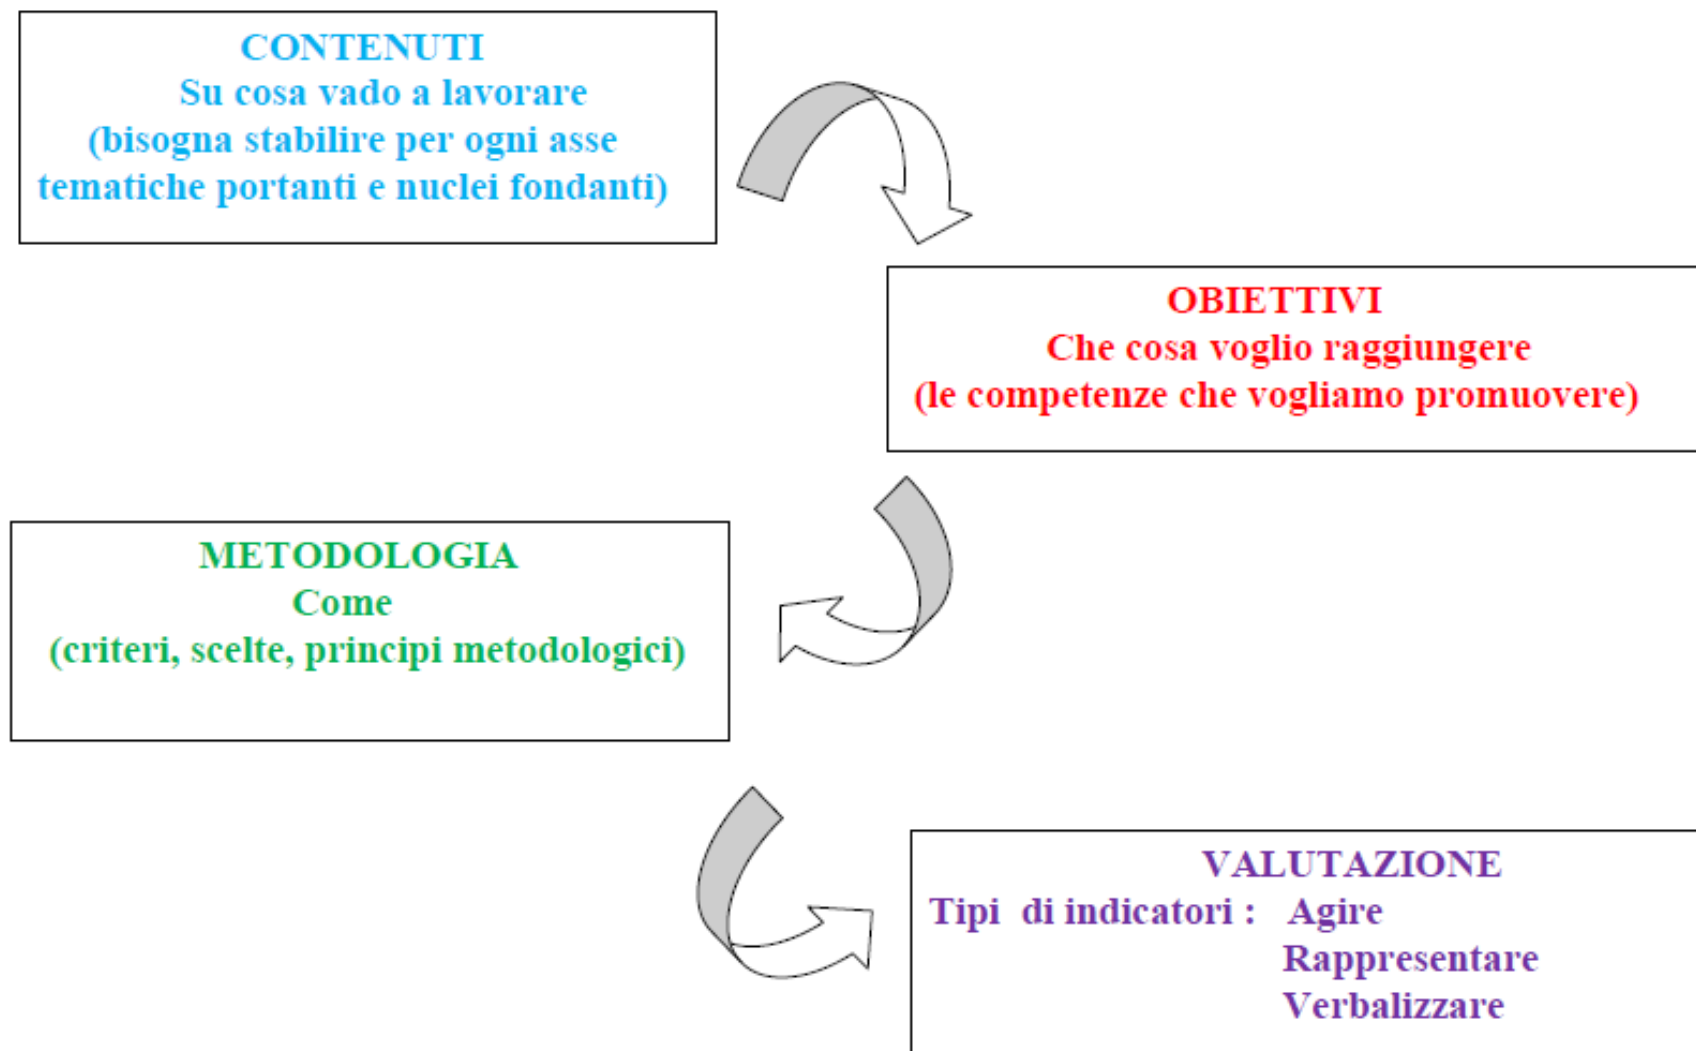 CONTENUTI
Su cosa vado a lavorare
(bisogna stabilire per ogni asse
tematiche portanti e nuclei fondanti)
OBIETTIVI
Che cosa voglio raggiungere
(le competenze che vogliamo promuovere)
METODOLOGIA
Come
(criteri, scelte, principi metodologici)
VALUTAZIONE
Tipi di indicatori : Agire
Rappresentare
Verbalizzare